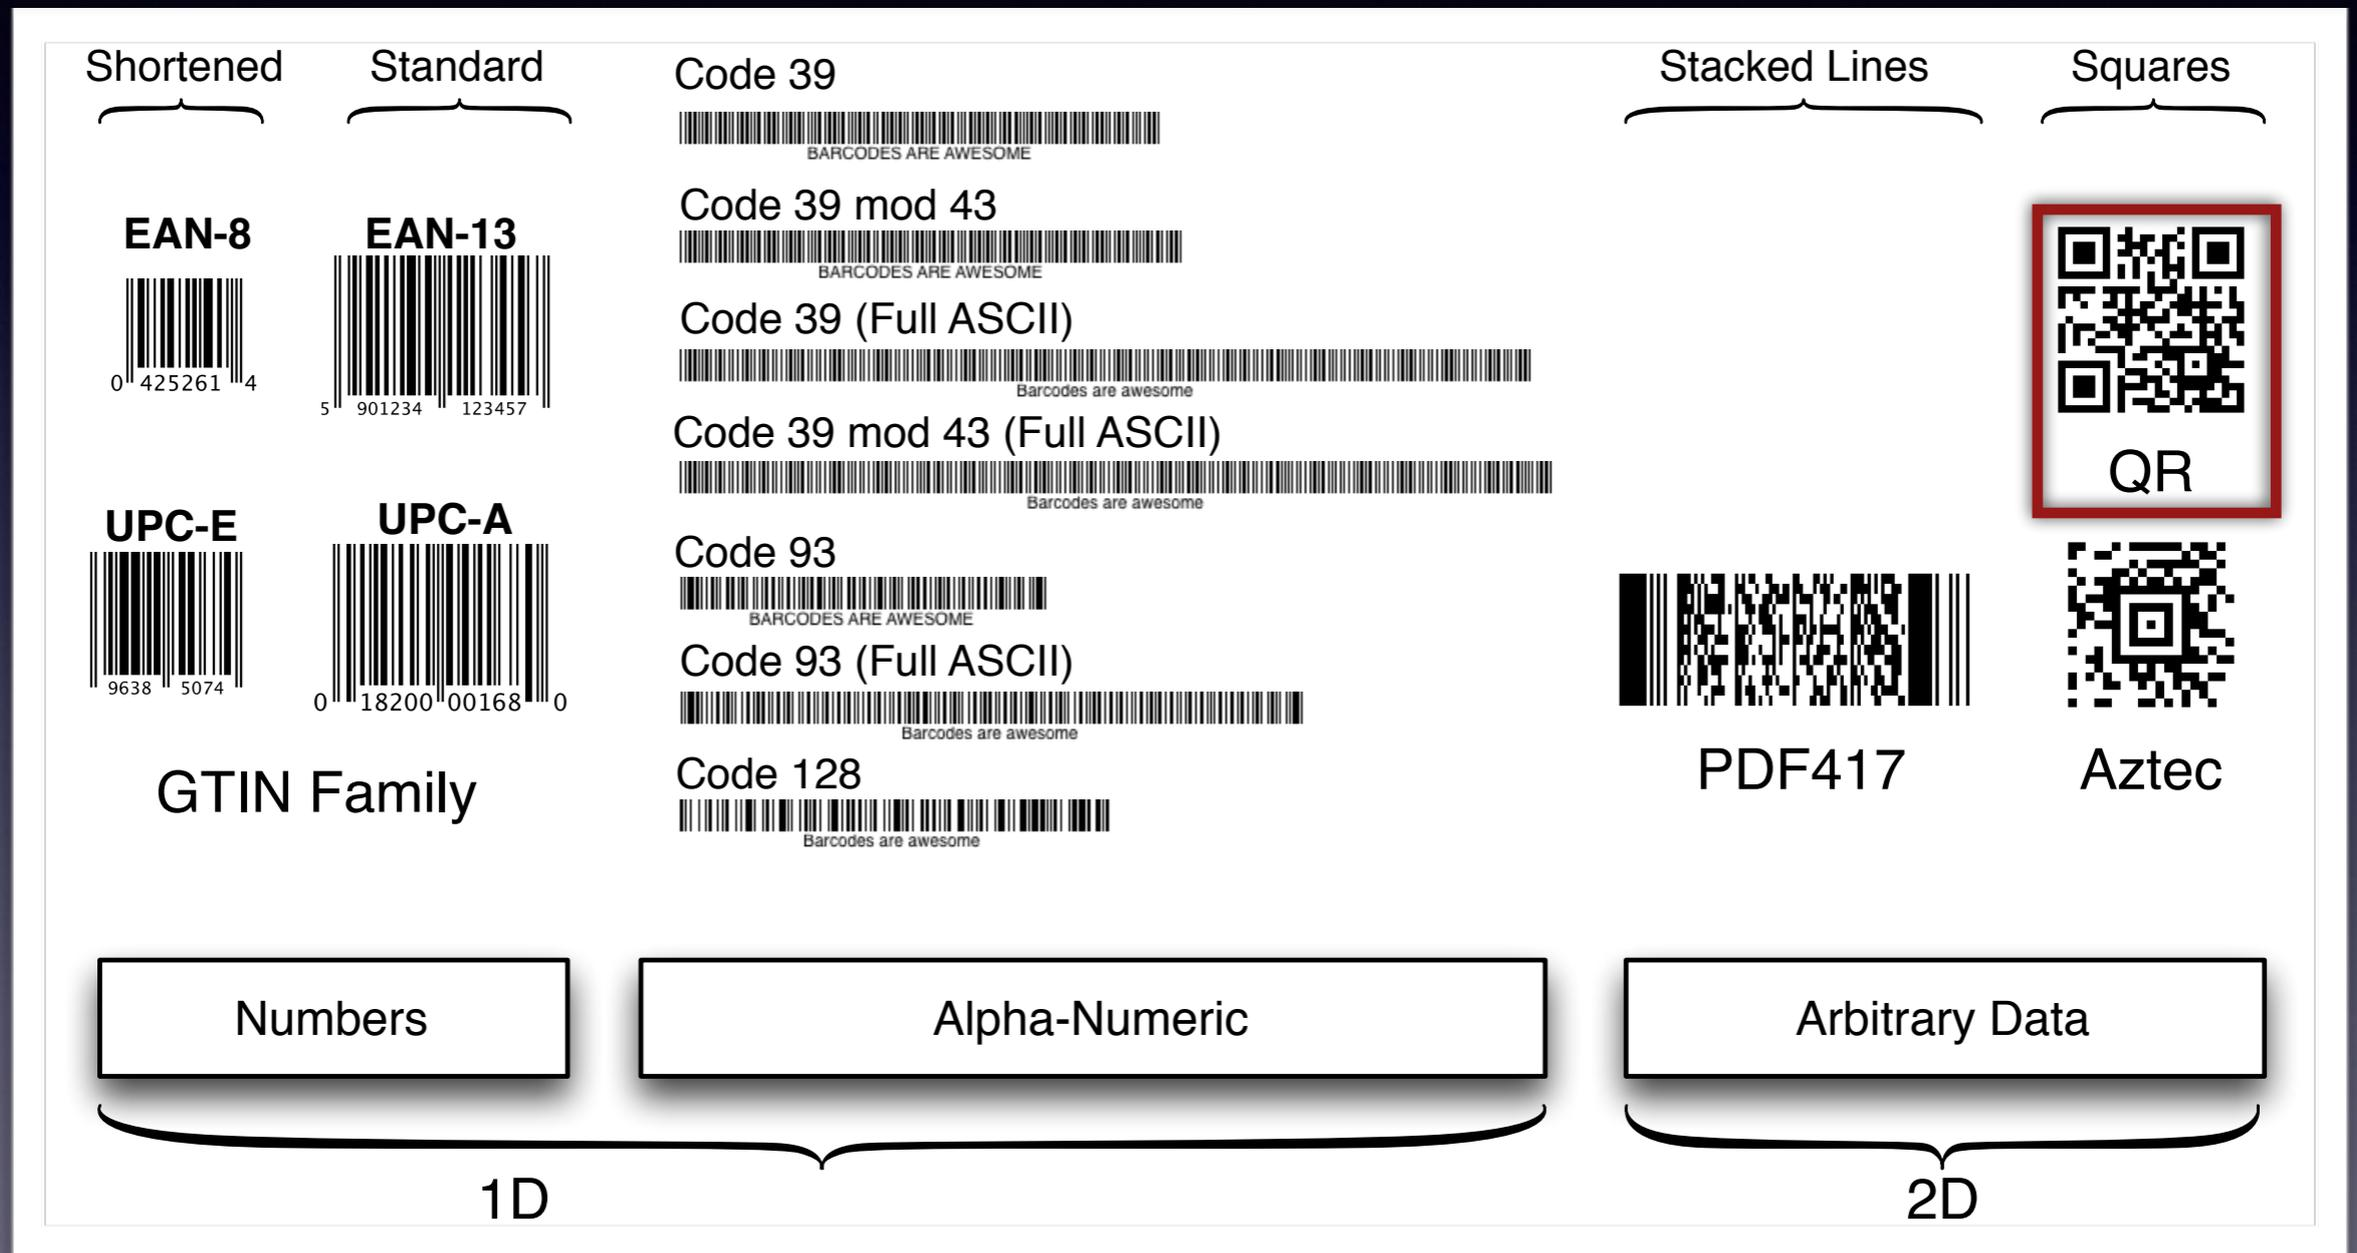 Shortened
Standard
Code 39
BARCODES ARE AWESOME
Code 39 mod 43
BARCODES ARE AWESOME
Code 39 (Full ASCII)
Barcodes are awesome
Code 39 mod 43 (Full ASCII)
Barcodes are awesome
Code 93
BARCODES ARE AWESOME
Code 93 (Full ASCII)
Barcodes are awesome
Code 128
Barcodes are awesome
EAN-8
0 425261 4
EAN-13
5 901234 123457
UPC-E
9638 5074
UPC-A
0 18200 00168 0
GTIN Family
Stacked Lines
Squares
QR
PDF417
Aztec
Numbers
Alpha-Numeric
Arbitrary Data
1D
2D